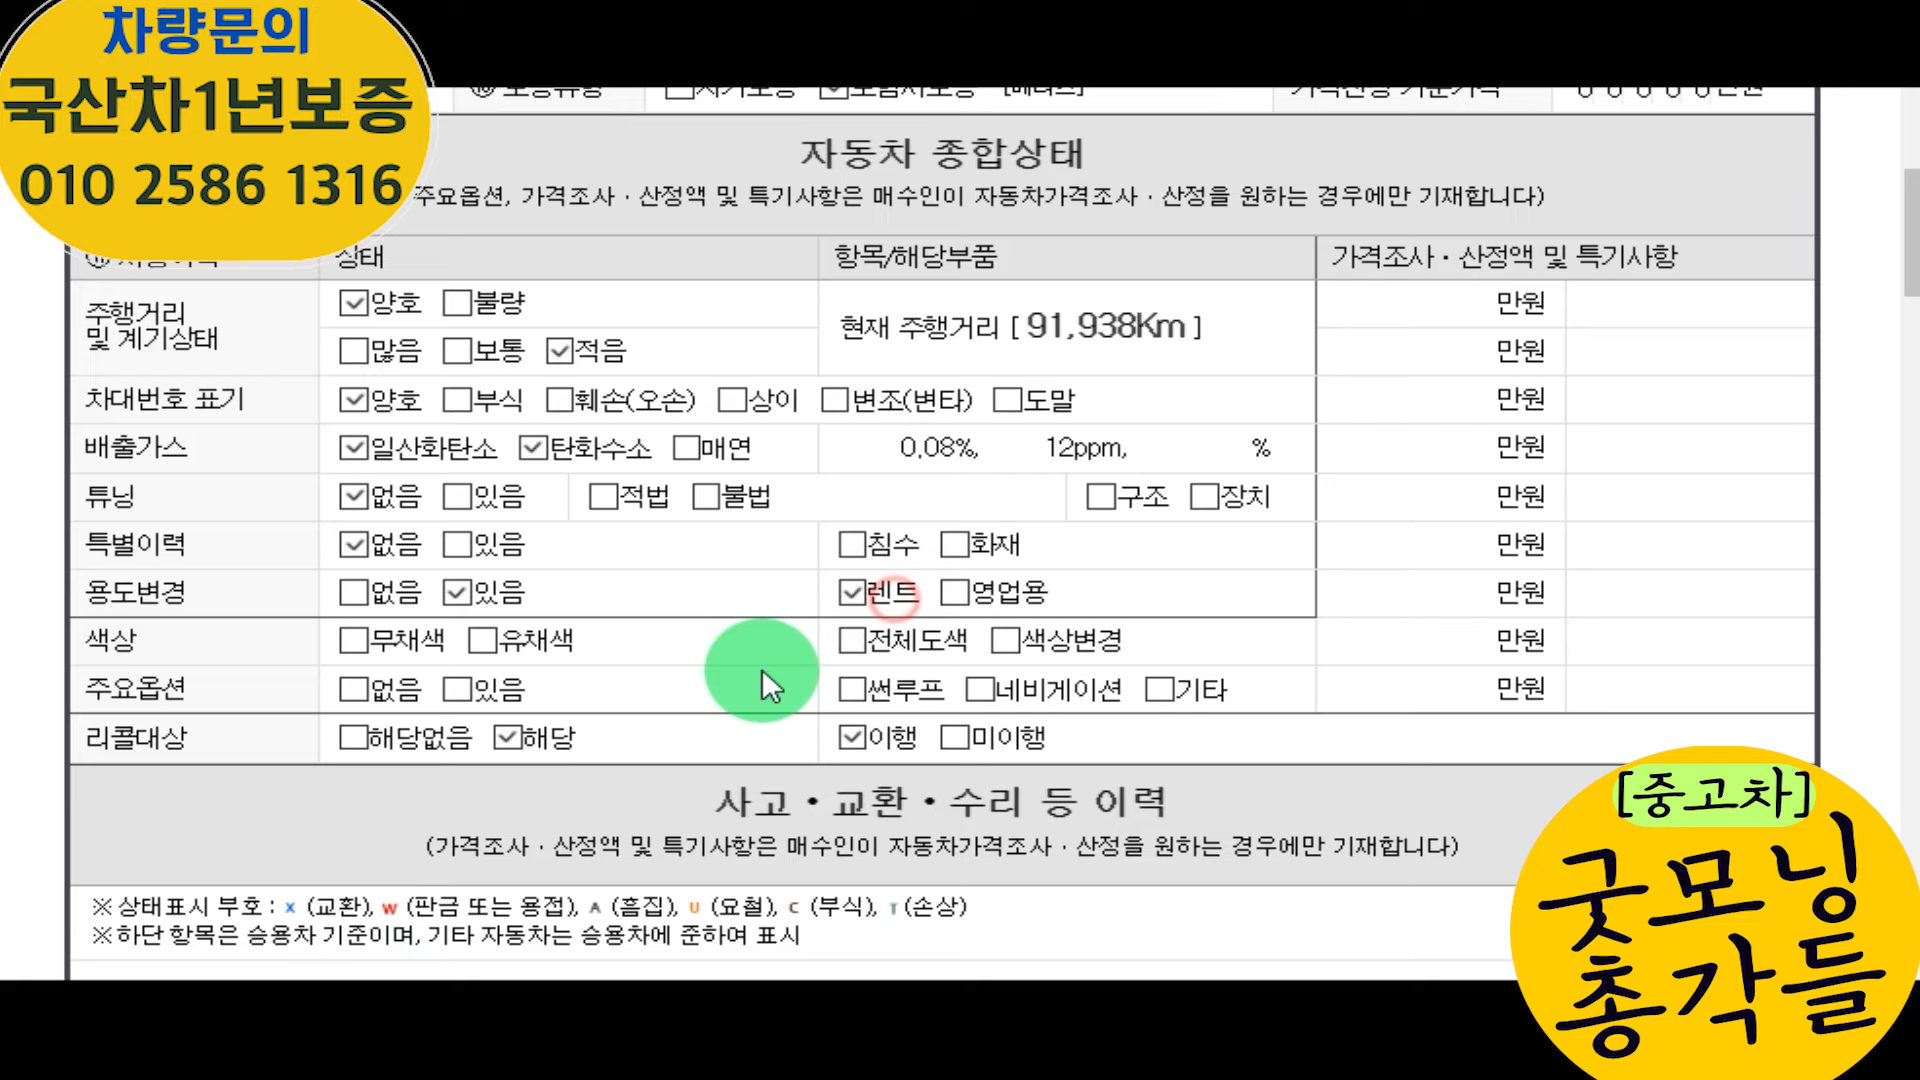 차량문의
국산차1년보증
010 2586 1316
자동차 종합상태
주요옵션, 가격조사 · 산정액 및 특기사항은 매수인이 자동차가격조사 · 산정을 원하는 경우에만 기재합니다)
상태 항목/해당부품 가격조사 · 산정액 및 특기사항
주행거리
및 계기상태
☑양호 ☐불량 만원
현재 주행거리 [ 91,938Km ]
☐많음 ☐보통 ☑적음 만원
차대번호 표기 ☑양호 ☐부식 ☐훼손(오손) ☐상이 ☐변조(변타) ☐도말 만원
배출가스 ☑일산화탄소 ☑탄화수소 ☐매연 0.08%, 12ppm, % 만원
튜닝 ☑없음 ☐있음 ☐적법 ☐불법 ☐구조 ☐장치 만원
특별이력 ☑없음 ☐있음 ☐침수 ☐화재 만원
용도변경 ☐없음 ☑있음 ☑렌트 ☐영업용 만원
색상 ☐무채색 ☐유채색 ☐전체도색 ☐색상변경 만원
주요옵션 ☐없음 ☐있음 ☐썬루프 ☐네비게이션 ☐기타 만원
리콜대상 ☐해당없음 ☑해당 ☑이행 ☐미이행
사고 · 교환 · 수리 등 이력
(가격조사 · 산정액 및 특기사항은 매수인이 자동차가격조사 · 산정을 원하는 경우에만 기재합니다)
※ 상태표시 부호 : X (교환), W (판금 또는 용접), A (흠집), U (요철), C (부식), T (손상)
※ 하단 항목은 승용차 기준이며, 기타 자동차는 승용차에 준하여 표시
[중고차]
굿모닝
총각들